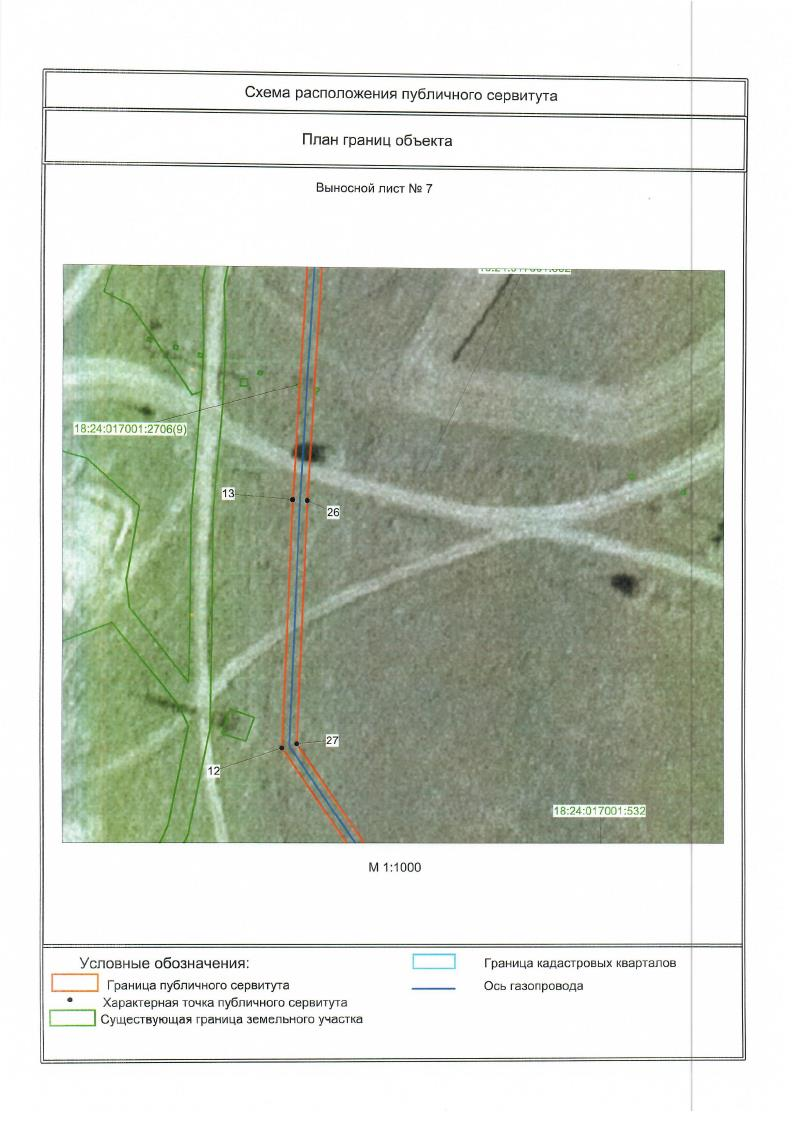 Схема расположения публичного сервитута
План границ объекта
Выносной лист № 7
18:24:017001:2706(9)
13
26
27
12
18:24:017001:532
М 1:1000
Условные обозначения:
Граница публичного сервитута
Характерная точка публичного сервитута
Существующая граница земельного участка
Граница кадастровых кварталов
Ось газопровода